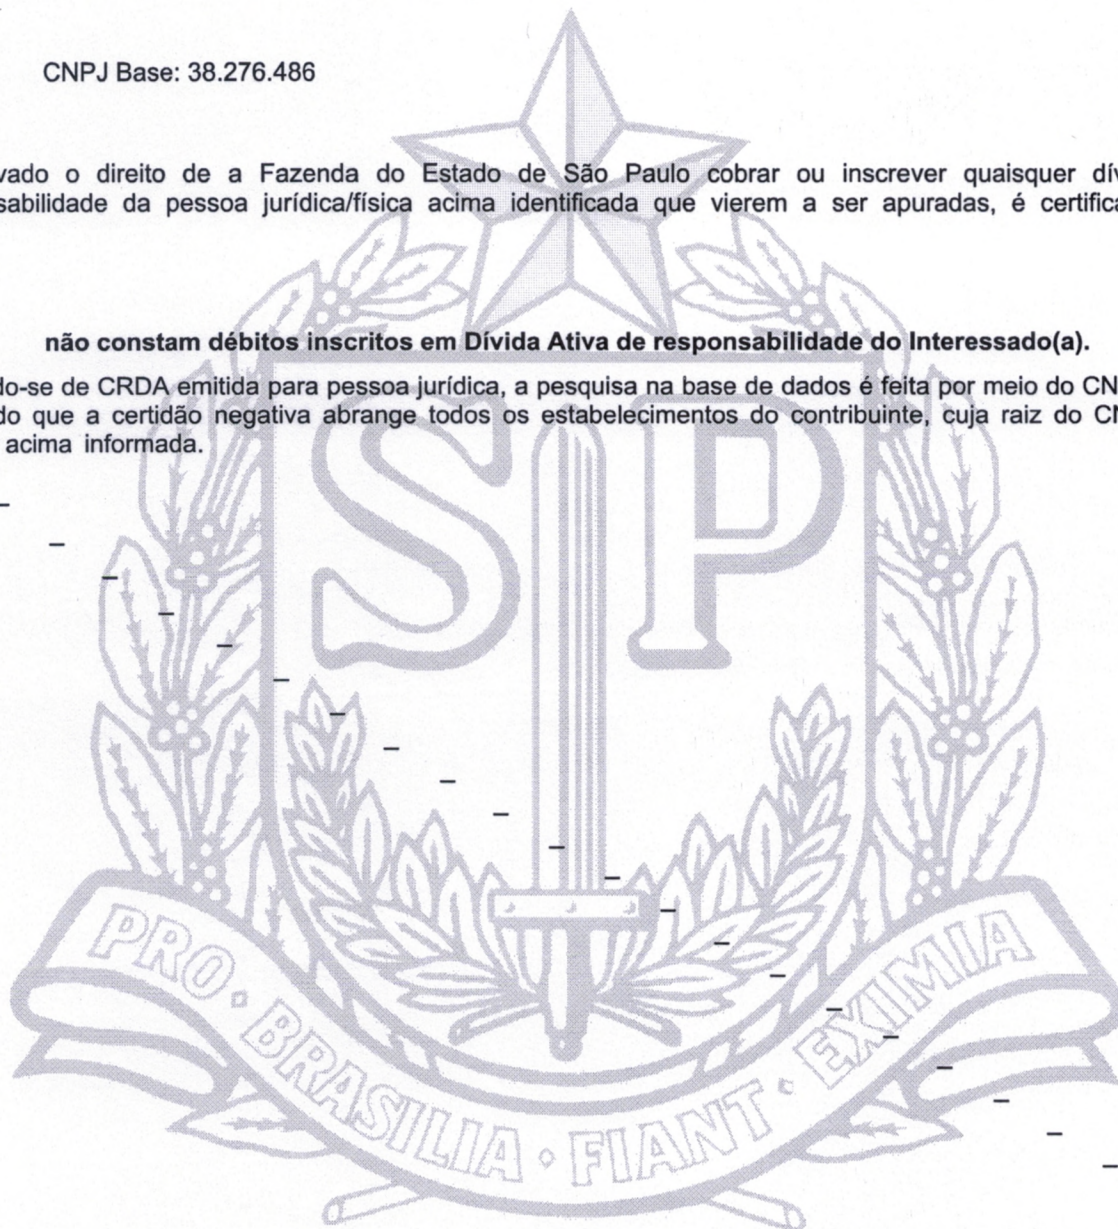 CNPJ Base: 38.276.486
vado o direito de a Fazenda do Estado de São Paulo cobrar ou inscrever quaisquer dív
sabilidade da pessoa jurídica/física acima identificada que vierem a ser apuradas, é certifica
não constam débitos inscritos em Dívida Ativa de responsabilidade do Interessado(a).
do-se de CRDA emitida para pessoa jurídica, a pesquisa na base de dados é feita por meio do CN
do que a certidão negativa abrange todos os estabelecimentos do contribuinte, cuja raiz do CN
acima informada.
SP
PRO · BRASILIA · FIANT · EXIMIA